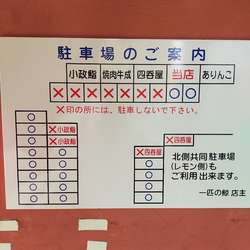 駐車場のご案内
小政鮨 焼肉牛成 四呑屋 当店 ありんこ
×××××××○○
×印の所には、駐車しないで下さい。
○
○ ×小政鮨
○ ×小政鮨
○ ○
○ ○
○ ○
○ ○
○ ○
×四呑屋
×四呑屋
○
○
○
北側共同駐車場
(レモン側)も
ご利用出来ます。
一匹の鯨 店主